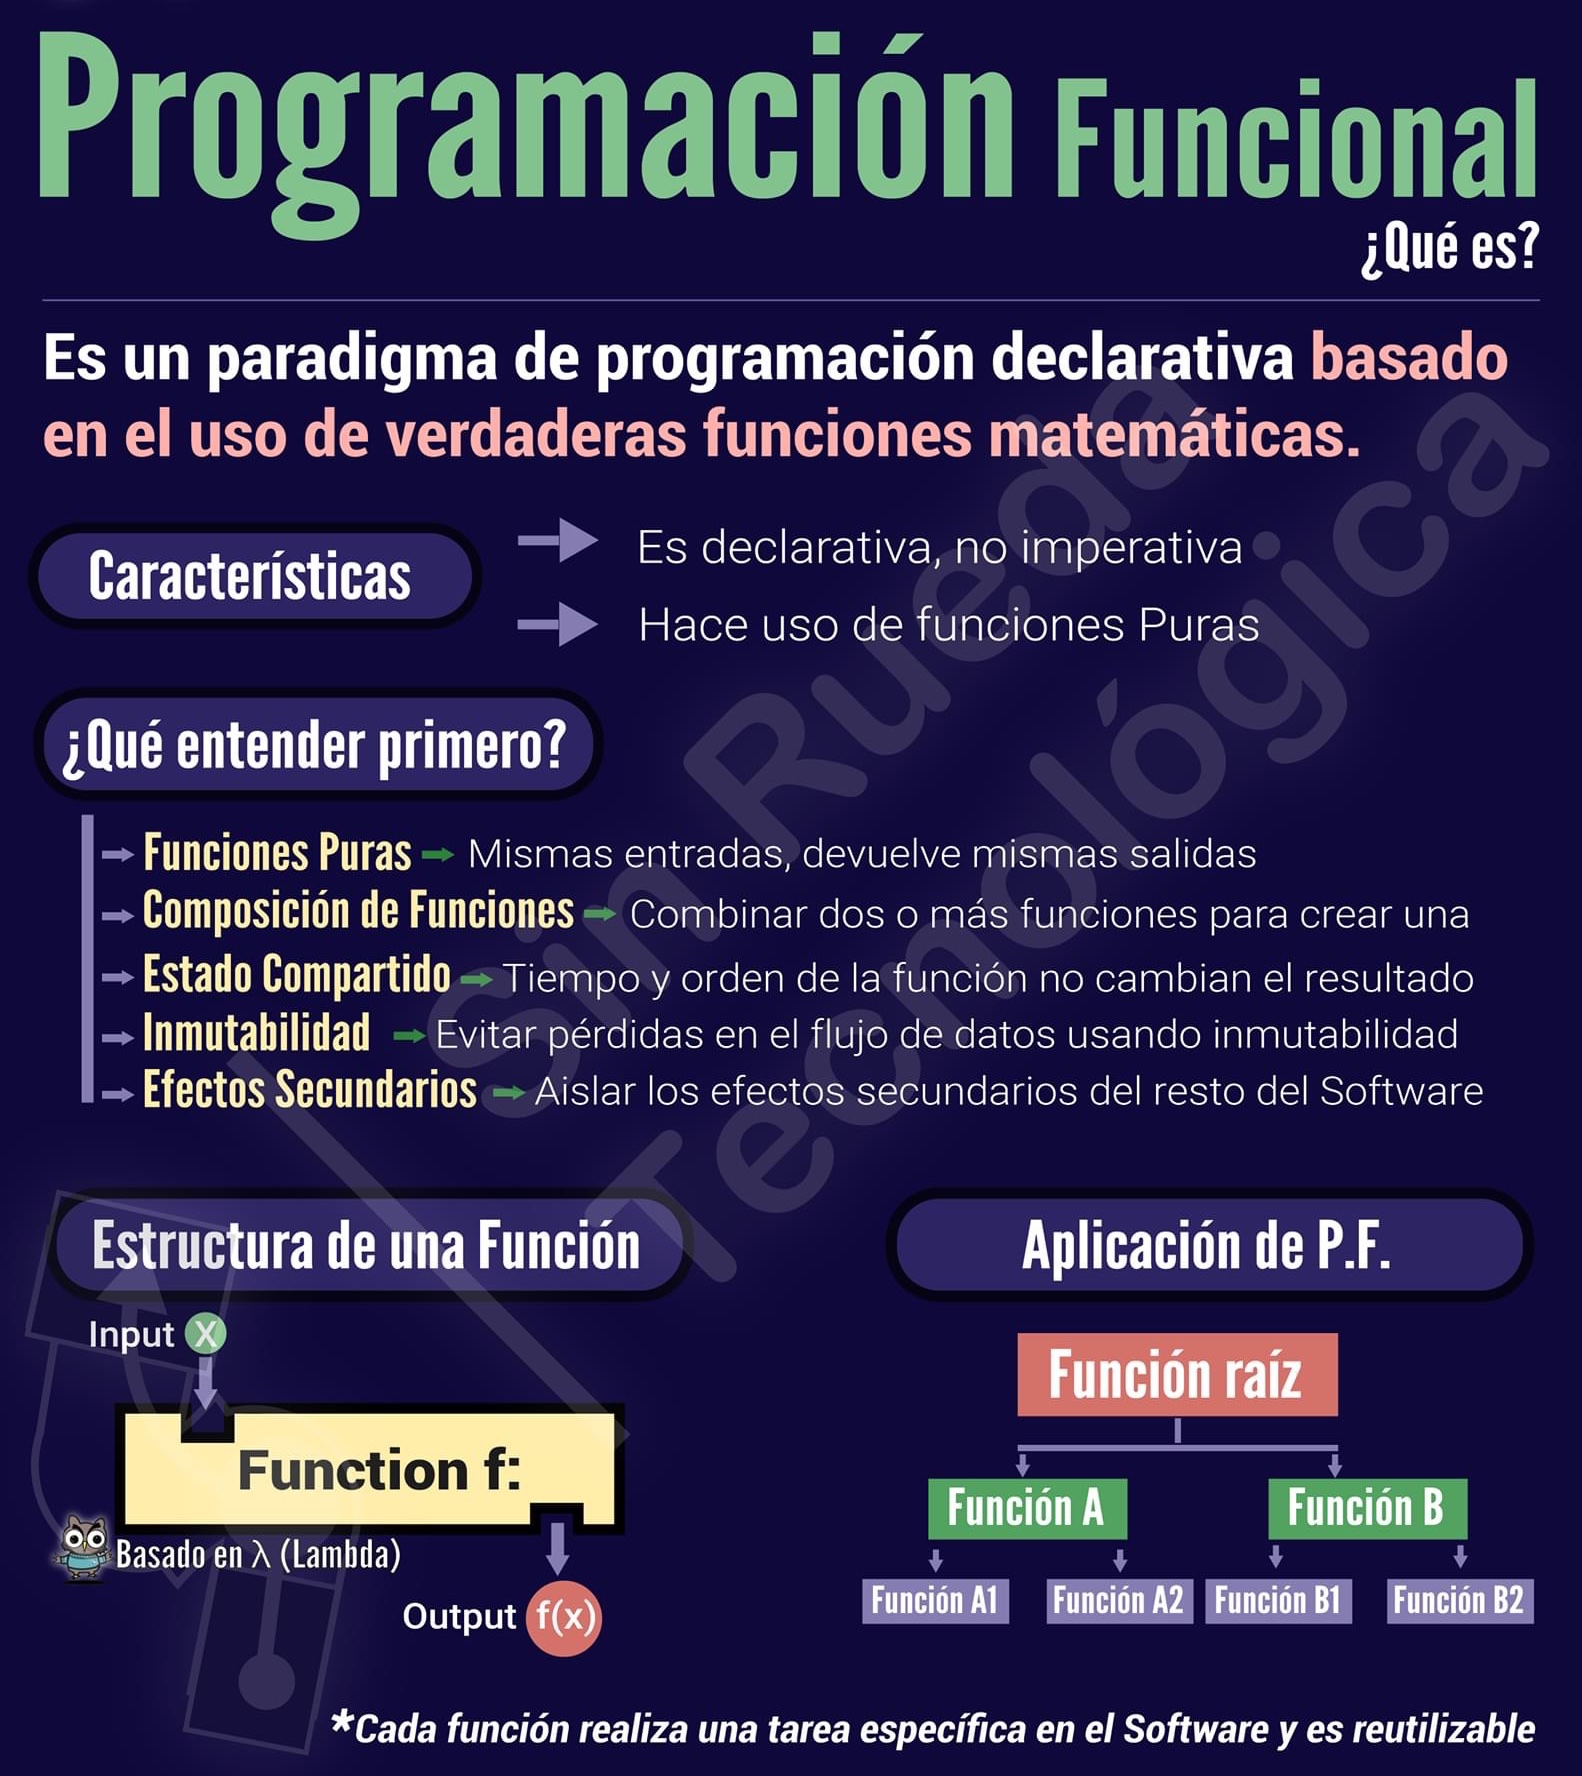 Programación Funcional
¿Qué es?
Es un paradigma de programación declarativa basado
en el uso de verdaderas funciones matemáticas.
Características
Es declarativa, no imperativa
Hace uso de funciones Puras
¿Qué entender primero?
Funciones Puras Mismas entradas, devuelve mismas salidas
Composición de Funciones Combinar dos o más funciones para crear una
Estado Compartido Tiempo y orden de la función no cambian el resultado
Inmutabilidad Evitar pérdidas en el flujo de datos usando inmutabilidad
Efectos Secundarios Aislar los efectos secundarios del resto del Software
Sin Rueda
Tecnológica
Estructura de una Función
Input X
Function f:
Basado en λ (Lambda)
Output f(x)
Aplicación de P.F.
Función raíz
Función A Función B
Función A1 Función A2 Función B1 Función B2
*Cada función realiza una tarea específica en el Software y es reutilizable